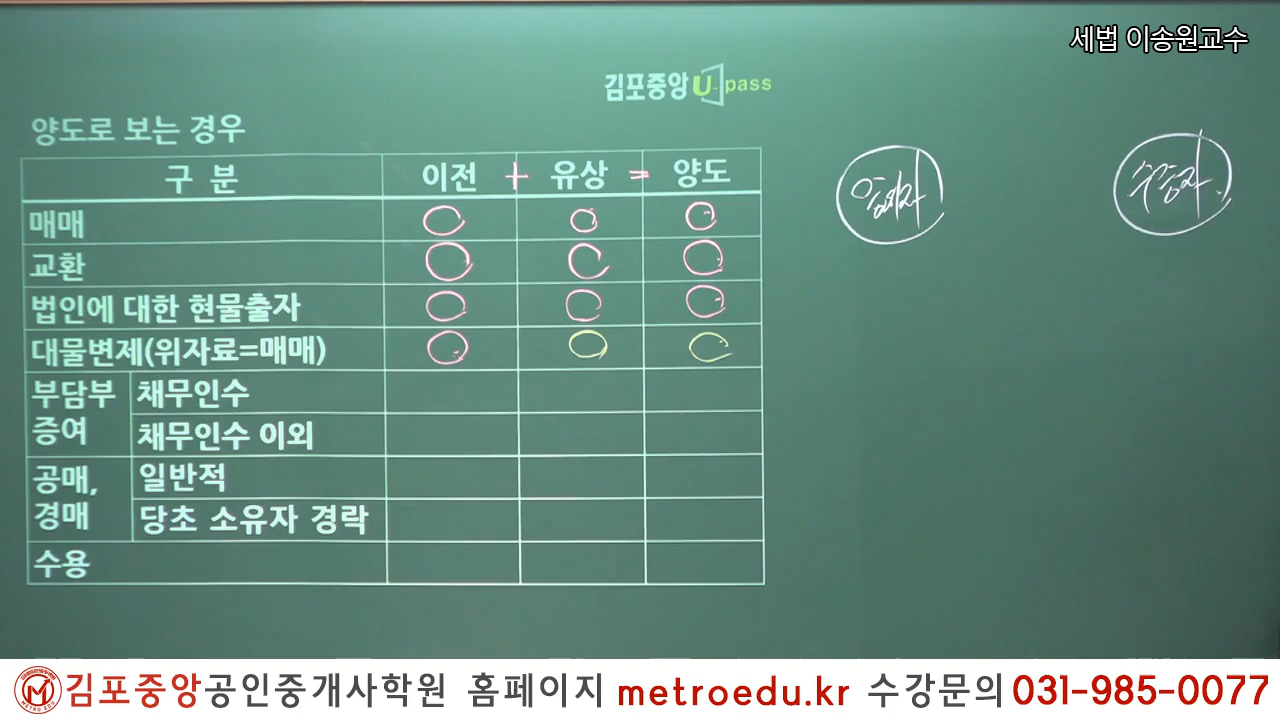 세법 이송원교수
김포중앙 U-pass
양도로 보는 경우
구 분 이전 + 유상 = 양도
매매
교환
법인에 대한 현물출자
대물변제(위자료=매매)
부담부 증여
채무인수
채무인수 이외
공매, 경매
일반적
당초 소유자 경락
수용
수증자
METRO EDU
김포중앙공인중개사학원 홈페이지 metroedu.kr 수강문의 031-985-0077